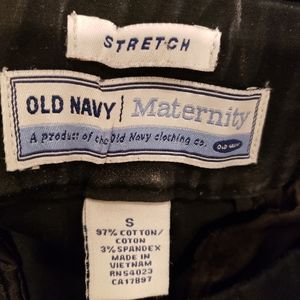 STRETCH
OLD NAVY | Maternity
A product of the Old Navy clothing co. OLD NAVY
S
97% COTTON/
COTON
3% SPANDEX
MADE IN
VIETNAM
RN54023
CA17897